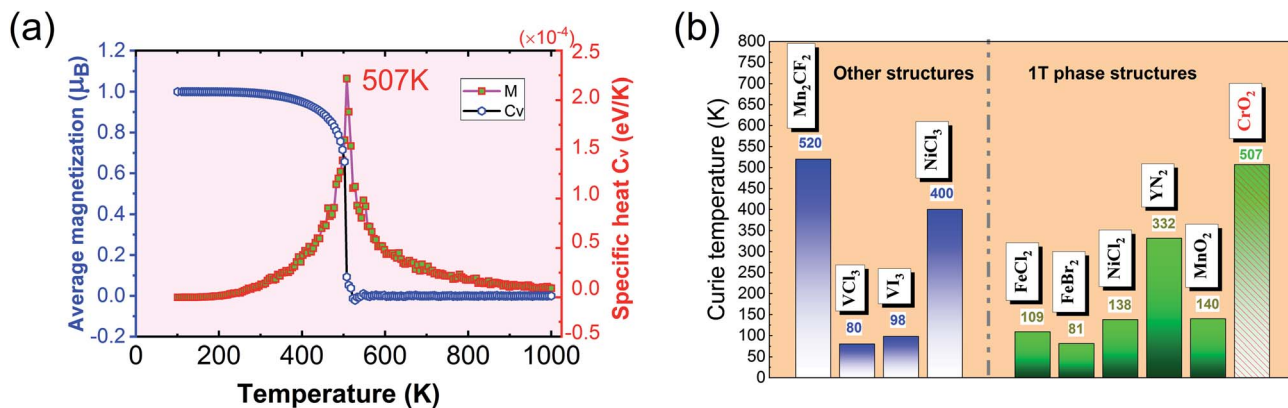 (a)
(×10⁻⁴)
507K
M
Cv
Average magnetization (μB)
1.2
1.0
0.8
0.6
0.4
0.2
0.0
-0.2
2.5
2.0
1.5
1.0
0.5
-0.0
-0.5
Specific heat Cᵥ (eV/K)
0 200 400 600 800 1000
Temperature (K)
(b)
Curie temperature (K)
800
750
700
650
600
550
500
450
400
350
300
250
200
150
100
50
0
Other structures
1T phase structures
Mn₂CF₂
520
VCl₃
80
VI₃
98
NiCl₃
400
FeCl₂
109
FeBr₂
81
NiCl₂
138
YN₂
332
MnO₂
140
CrO₂
507